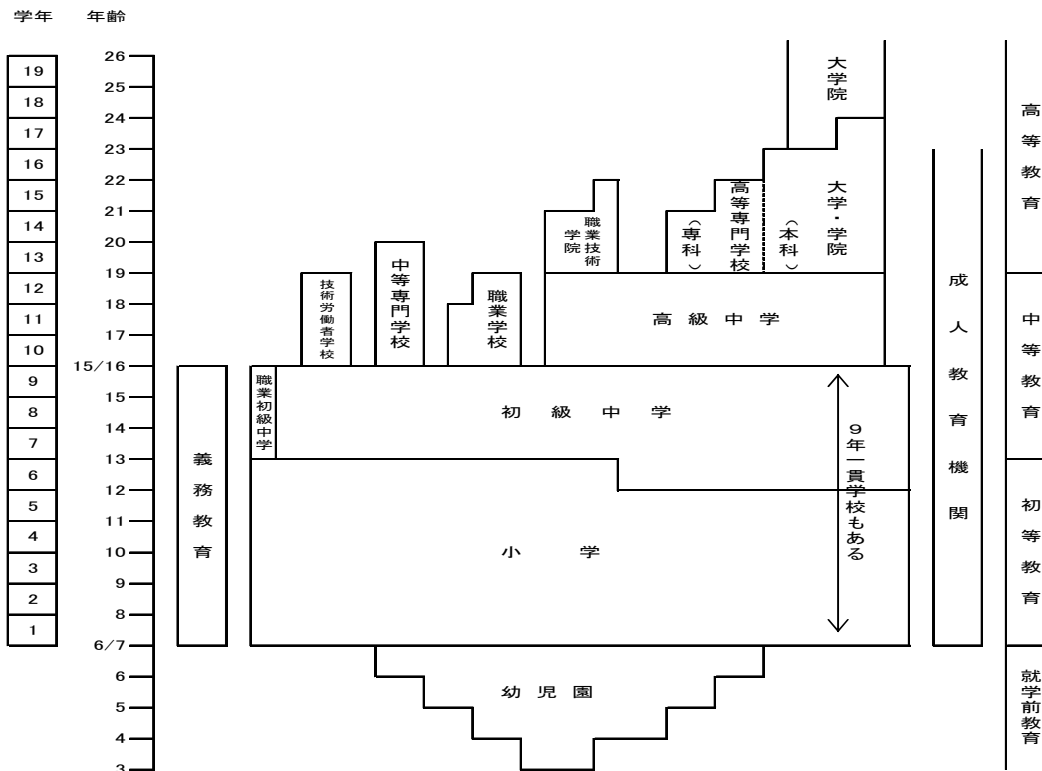 学年
年齢
19
18
17
16
15
14
13
12
11
10
9
8
7
6
5
4
3
2
1
26
25
24
23
22
21
20
19
18
17
15/16
15
14
13
12
11
10
9
8
6/7
6
5
4
3
義務教育
大学院
職業技術
学院
(専科)
高等専門学校
(本科)
大学・学院
技術労働者学校
中等専門学校
職業学校
高級中学
職業初級中学
初級中学
9年一貫学校もある
小学
幼児園
成人教育機関
高等教育
中等教育
初等教育
就学前教育